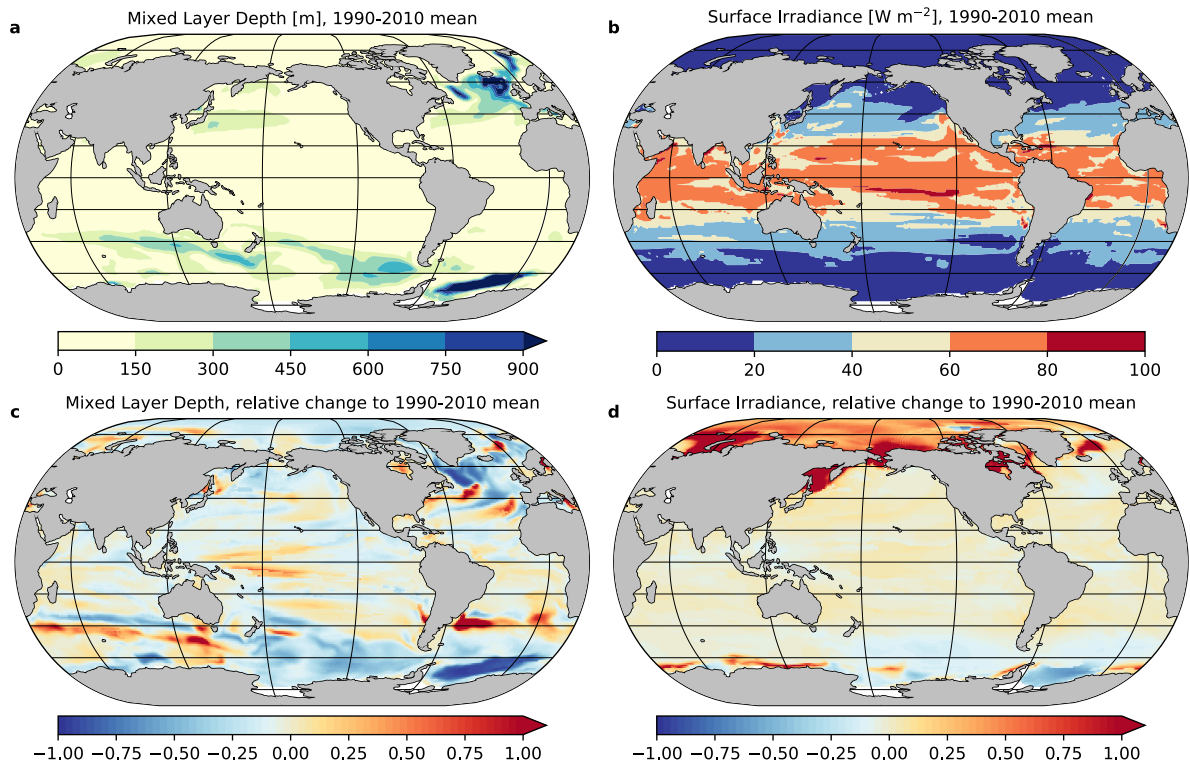 a
Mixed Layer Depth [m], 1990-2010 mean
0 150 300 450 600 750 900
b
Surface Irradiance [W m⁻²], 1990-2010 mean
0 20 40 60 80 100
c
Mixed Layer Depth, relative change to 1990-2010 mean
−1.00 −0.75 −0.50 −0.25 0.00 0.25 0.50 0.75 1.00
d
Surface Irradiance, relative change to 1990-2010 mean
−1.00 −0.75 −0.50 −0.25 0.00 0.25 0.50 0.75 1.00